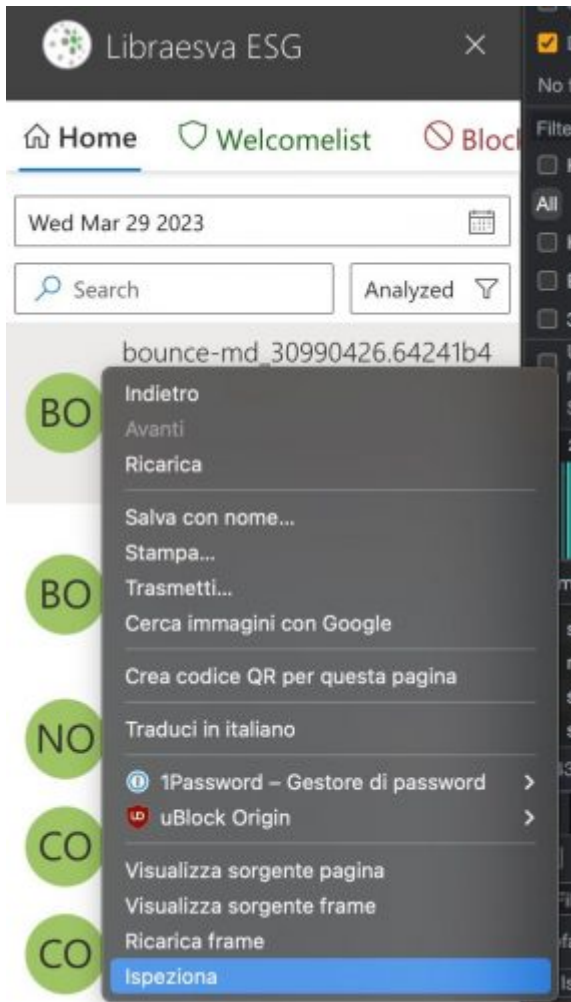 Libraesva ESG
Home Welcomelist
Wed Mar 29 2023
No
Search Analyzed
Filte
All
bounce-md_30990426.64241b4
BO
Indietro
Avanti
Ricarica
Salva con nome...
Stampa...
BO
Trasmetti...
Cerca immagini con Google
Crea codice QR per questa pagina
NO
Traduci in italiano
1Password – Gestore di password
uBlock Origin
CO
Visualizza sorgente pagina
Visualizza sorgente frame
Ricarica frame
CO
Ispeziona